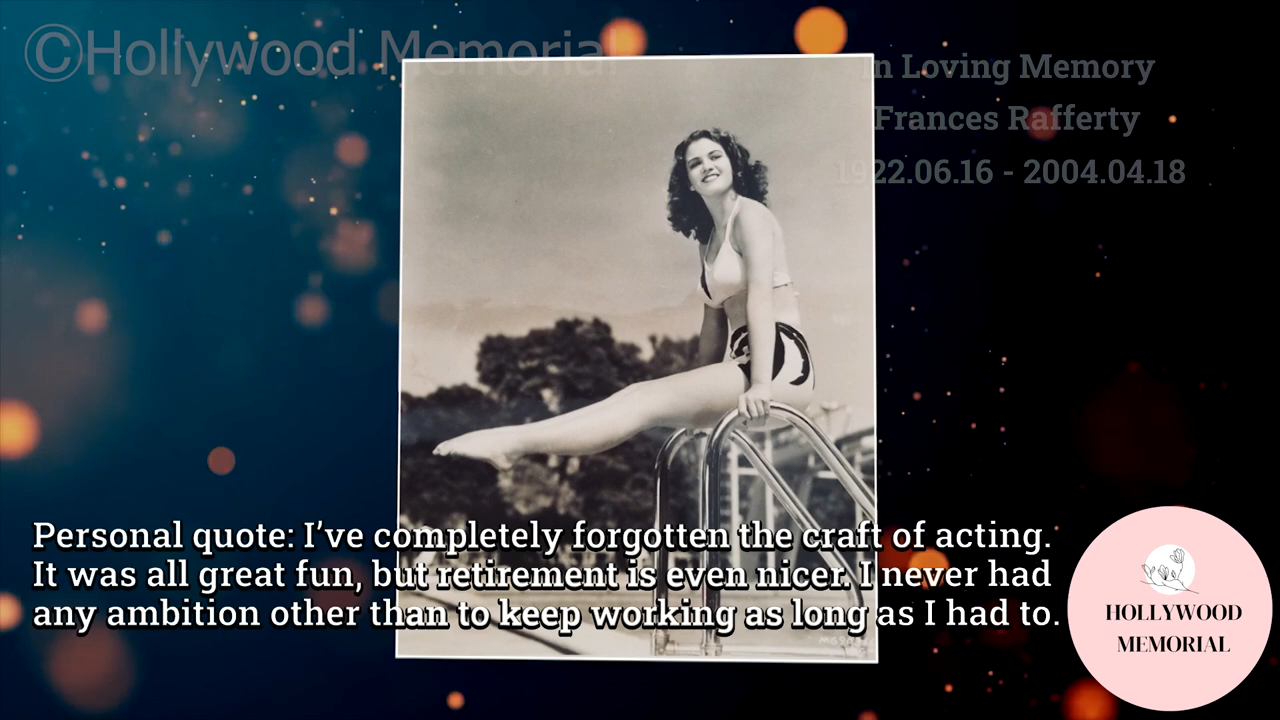 ©Hollywood Memorial
In Loving Memory
Frances Rafferty
1922.06.16 - 2004.04.18
Personal quote: I’ve completely forgotten the craft of acting.
It was all great fun, but retirement is even nicer. I never had
any ambition other than to keep working as long as I had to.
HOLLYWOOD
MEMORIAL